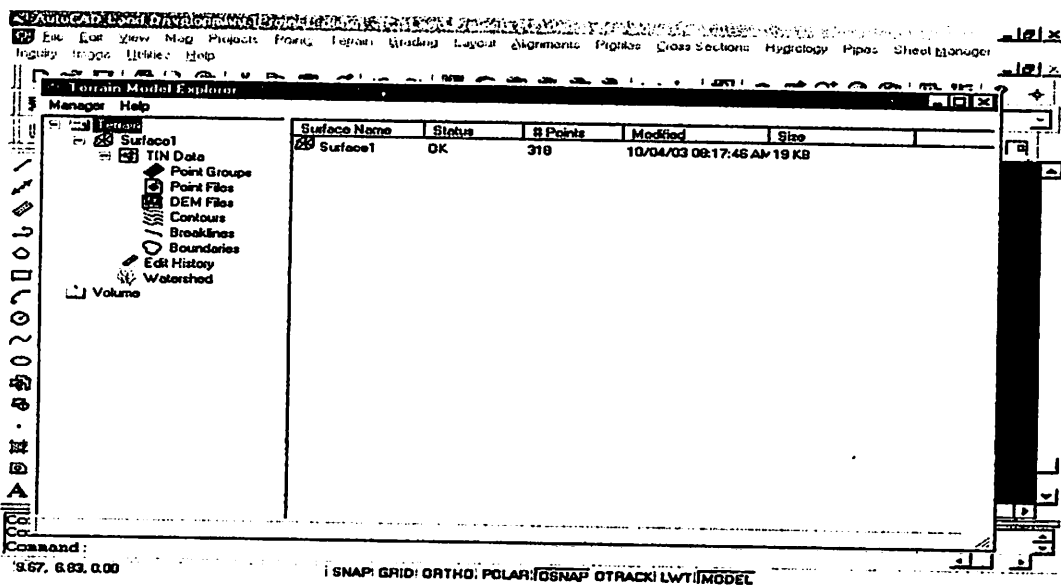 AutoCAD Land Development
File Edit View Map Projects Points Terrain Grading Layout Alignments Profiles Cross Sections Hydrology Pipes Sheet Manager
Inquiry Image Utilities Help
Terrain Model Explorer
Manager Help
Terrain
Surface1
TIN Data
Point Groups
Point Files
DEM Files
Contours
Breaklines
Boundaries
Edit History
Watershed
Volume
Surface Name Status # Points Modified Size
Surface1 OK 318 10/04/03 08:17:46 AM 19 KB
Command:
9.67, 6.83, 0.00 SNAP GRID ORTHO POLAR OSNAP OTRACK LWT MODEL